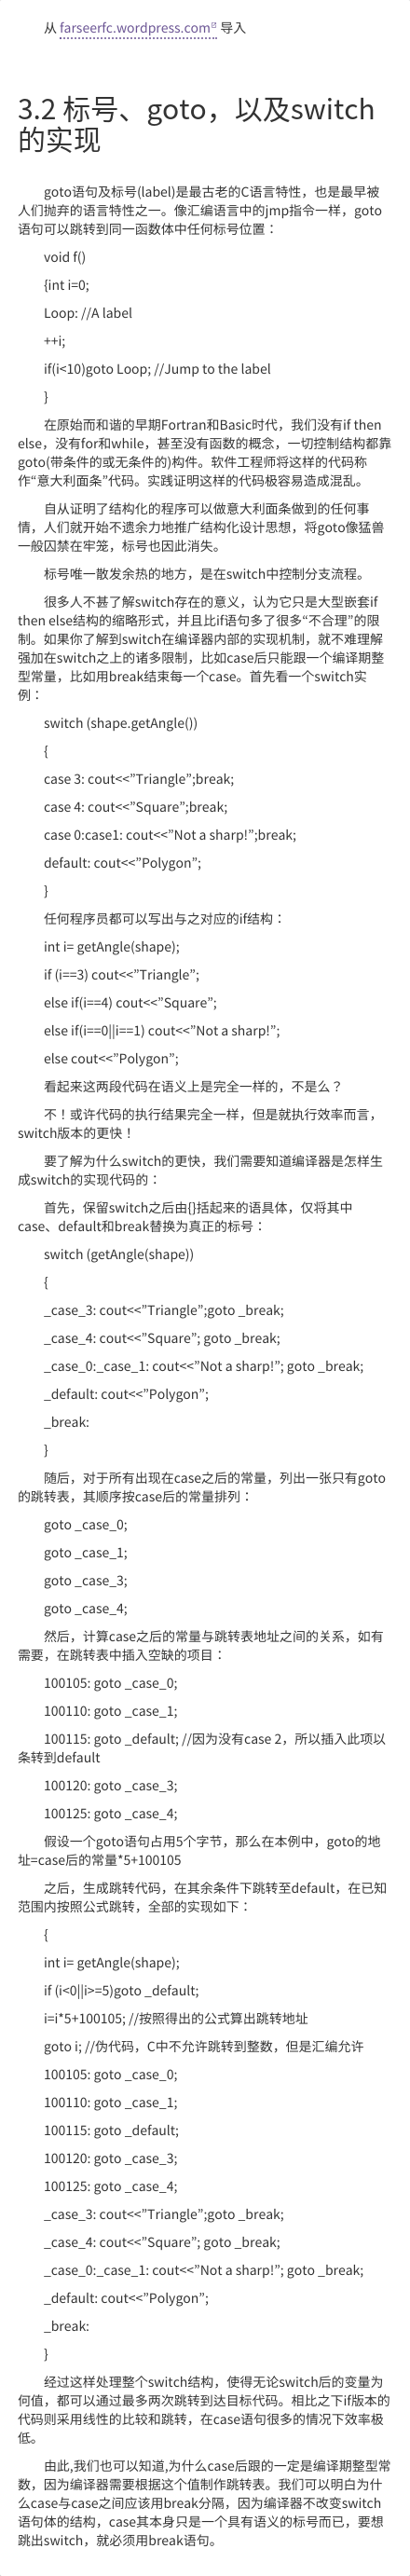 从 farseerfc.wordpress.com 导入
3.2 标号、goto，以及switch
的实现
goto语句及标号(label)是最古老的C语言特性，也是最早被
人们抛弃的语言特性之一。像汇编语言中的jmp指令一样，goto
语句可以跳转到同一函数体中任何标号位置：
void f()
{int i=0;
Loop: //A label
++i;
if(i<10)goto Loop; //Jump to the label
}
在原始而和谐的早期Fortran和Basic时代，我们没有if then
else，没有for和while，甚至没有函数的概念，一切控制结构都靠
goto(带条件的或无条件的)构件。软件工程师将这样的代码称
作“意大利面条”代码。实践证明这样的代码极容易造成混乱。
自从证明了结构化的程序可以做意大利面条做到的任何事
情，人们就开始不遗余力地推广结构化设计思想，将goto像猛兽
一般囚禁在牢笼，标号也因此消失。
标号唯一散发余热的地方，是在switch中控制分支流程。
很多人不甚了解switch存在的意义，认为它只是大型嵌套if
then else结构的缩略形式，并且比if语句多了很多“不合理”的限
制。如果你了解到switch在编译器内部的实现机制，就不难理解
强加在switch之上的诸多限制，比如case后只能跟一个编译期整
型常量，比如用break结束每一个case。首先看一个switch实
例：
switch (shape.getAngle())
{
case 3: cout<<”Triangle”;break;
case 4: cout<<”Square”;break;
case 0:case1: cout<<”Not a sharp!”;break;
default: cout<<”Polygon”;
}
任何程序员都可以写出与之对应的if结构：
int i= getAngle(shape);
if (i==3) cout<<”Triangle”;
else if(i==4) cout<<”Square”;
else if(i==0||i==1) cout<<”Not a sharp!”;
else cout<<”Polygon”;
看起来这两段代码在语义上是完全一样的，不是么？
不！或许代码的执行结果完全一样，但是就执行效率而言，
switch版本的更快！
要了解为什么switch的更快，我们需要知道编译器是怎样生
成switch的实现代码的：
首先，保留switch之后由{}括起来的语具体，仅将其中
case、default和break替换为真正的标号：
switch (getAngle(shape))
{
_case_3: cout<<”Triangle”;goto _break;
_case_4: cout<<”Square”; goto _break;
_case_0:_case_1: cout<<”Not a sharp!”; goto _break;
_default: cout<<”Polygon”;
_break:
}
随后，对于所有出现在case之后的常量，列出一张只有goto
的跳转表，其顺序按case后的常量排列：
goto _case_0;
goto _case_1;
goto _case_3;
goto _case_4;
然后，计算case之后的常量与跳转表地址之间的关系，如有
需要，在跳转表中插入空缺的项目：
100105: goto _case_0;
100110: goto _case_1;
100115: goto _default; //因为没有case 2，所以插入此项以
条转到default
100120: goto _case_3;
100125: goto _case_4;
假设一个goto语句占用5个字节，那么在本例中，goto的地
址=case后的常量*5+100105
之后，生成跳转代码，在其余条件下跳转至default，在已知
范围内按照公式跳转，全部的实现如下：
{
int i= getAngle(shape);
if (i<0||i>=5)goto _default;
i=i*5+100105; //按照得出的公式算出跳转地址
goto i; //伪代码，C中不允许跳转到整数，但是汇编允许
100105: goto _case_0;
100110: goto _case_1;
100115: goto _default;
100120: goto _case_3;
100125: goto _case_4;
_case_3: cout<<”Triangle”;goto _break;
_case_4: cout<<”Square”; goto _break;
_case_0:_case_1: cout<<”Not a sharp!”; goto _break;
_default: cout<<”Polygon”;
_break:
}
经过这样处理整个switch结构，使得无论switch后的变量为
何值，都可以通过最多两次跳转到达目标代码。相比之下if版本的
代码则采用线性的比较和跳转，在case语句很多的情况下效率极
低。
由此,我们也可以知道,为什么case后跟的一定是编译期整型常
数，因为编译器需要根据这个值制作跳转表。我们可以明白为什
么case与case之间应该用break分隔，因为编译器不改变switch
语句体的结构，case其本身只是一个具有语义的标号而已，要想
跳出switch，就必须用break语句。